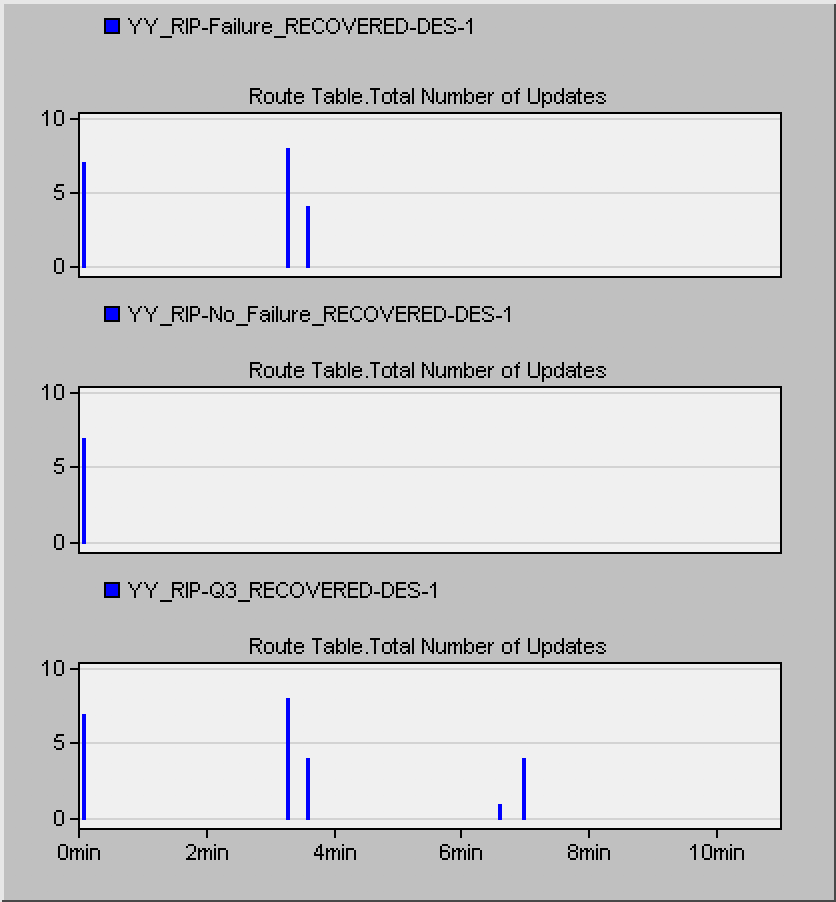 YY_RIP-Failure_RECOVERED-DES-1
Route Table.Total Number of Updates
10
5
0
YY_RIP-No_Failure_RECOVERED-DES-1
Route Table.Total Number of Updates
10
5
0
YY_RIP-Q3_RECOVERED-DES-1
Route Table.Total Number of Updates
10
5
0
0min 2min 4min 6min 8min 10min